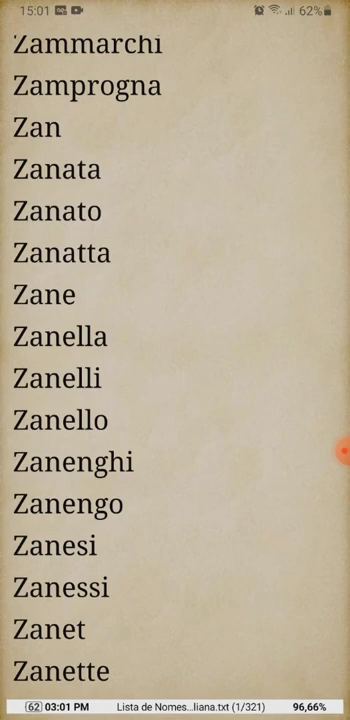 15:01 62%
Zammarchi
Zamprogna
Zan
Zanata
Zanato
Zanatta
Zane
Zanella
Zanelli
Zanello
Zanenghi
Zanengo
Zanesi
Zanessi
Zanet
Zanette
62 03:01 PM Lista de Nomes...liana.txt (1/321) 96,66%